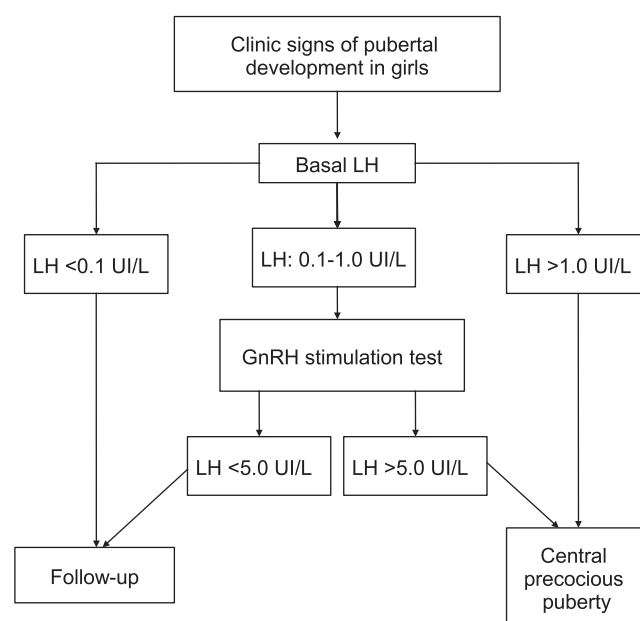 Clinic signs of pubertal
development in girls
Basal LH
LH <0.1 UI/L
LH: 0.1-1.0 UI/L
LH >1.0 UI/L
GnRH stimulation test
LH <5.0 UI/L
LH >5.0 UI/L
Follow-up
Central
precocious
puberty